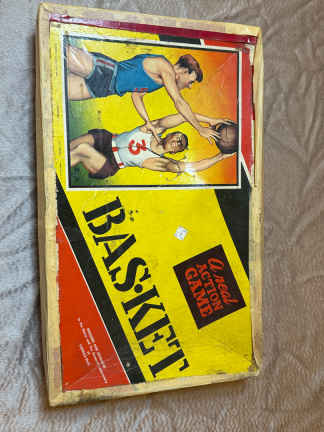 3
BAS·KET
a real
ACTION
GAME